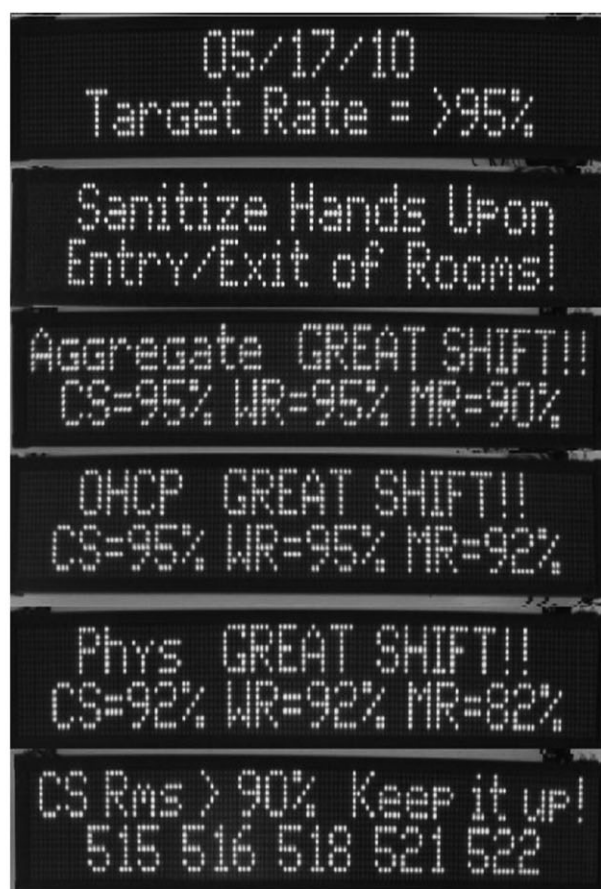 05/17/10
Target Rate = >95%
Sanitize Hands Upon
Entry/Exit of Rooms!
Aggregate GREAT SHIFT!!
CS=95% WR=95% MR=90%
OHCP GREAT SHIFT!!
CS=95% WR=95% MR=92%
Phys GREAT SHIFT!!
CS=92% WR=92% MR=82%
CS Rms > 90% Keep it up!
515 516 518 521 522